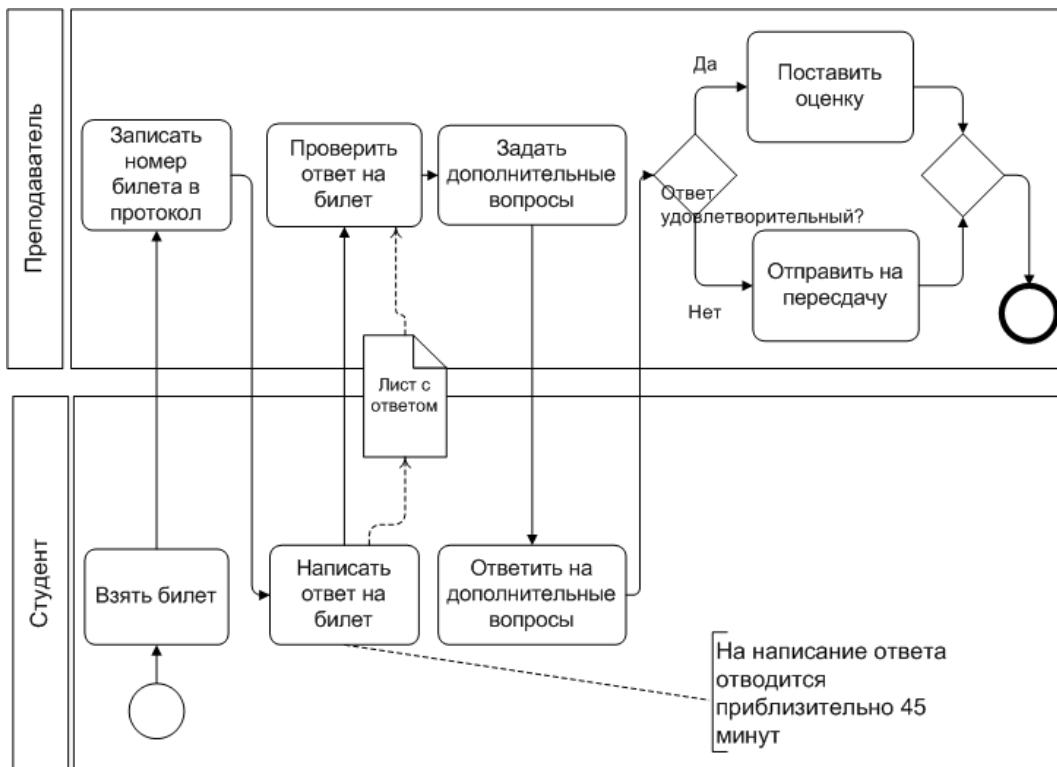 Преподаватель
Записать
номер
билета в
протокол
Проверить
ответ на
билет
Задать
дополнительные
вопросы
Да
Поставить
оценку
Ответ
удовлетворительный?
Нет
Отправить на
пересдачу
Лист с
ответом
Студент
Взять билет
Написать
ответ на
билет
Ответить на
дополнительные
вопросы
На написание ответа
отводится
приблизительно 45
минут